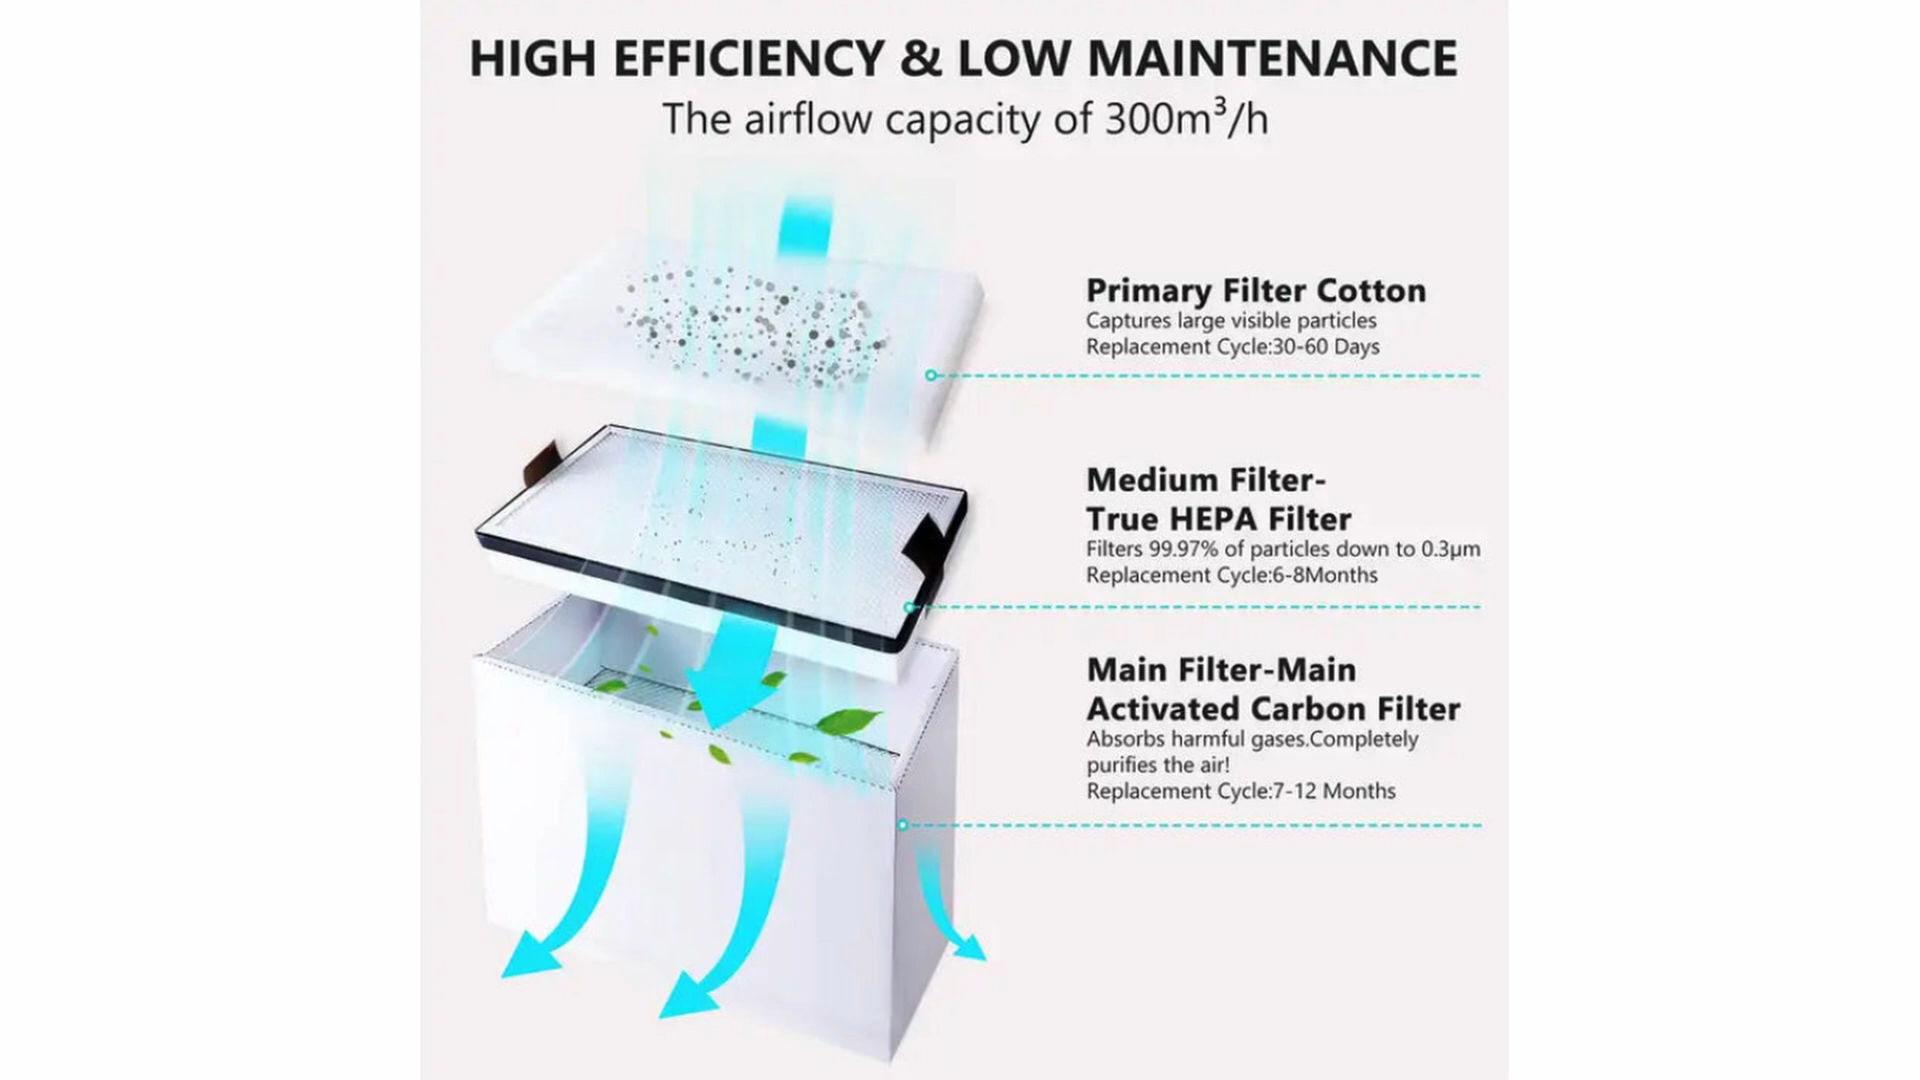 HIGH EFFICIENCY & LOW MAINTENANCE
The airflow capacity of 300m³/h
Primary Filter Cotton
Captures large visible particles
Replacement Cycle:30-60 Days
Medium Filter-
True HEPA Filter
Filters 99.97% of particles down to 0.3μm
Replacement Cycle:6-8Months
Main Filter-Main
Activated Carbon Filter
Absorbs harmful gases.Completely
purifies the air!
Replacement Cycle:7-12 Months